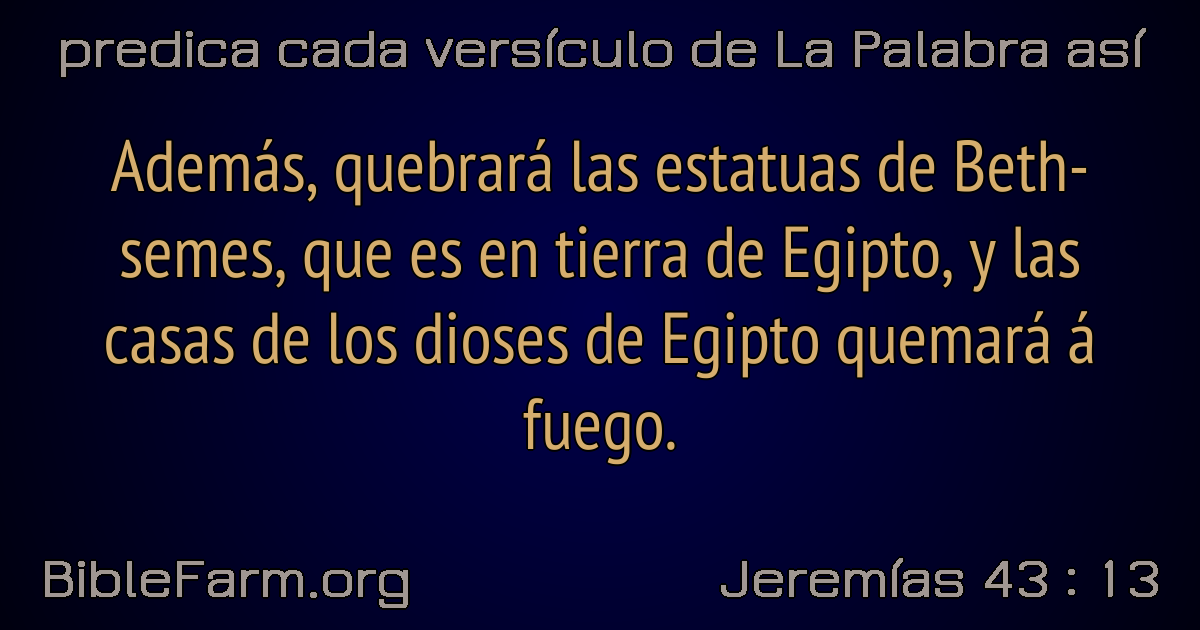 predica cada versículo de La Palabra así
Además, quebrará las estatuas de Beth-
semes, que es en tierra de Egipto, y las
casas de los dioses de Egipto quemará á
fuego.
BibleFarm.org
Jeremías 43 : 13